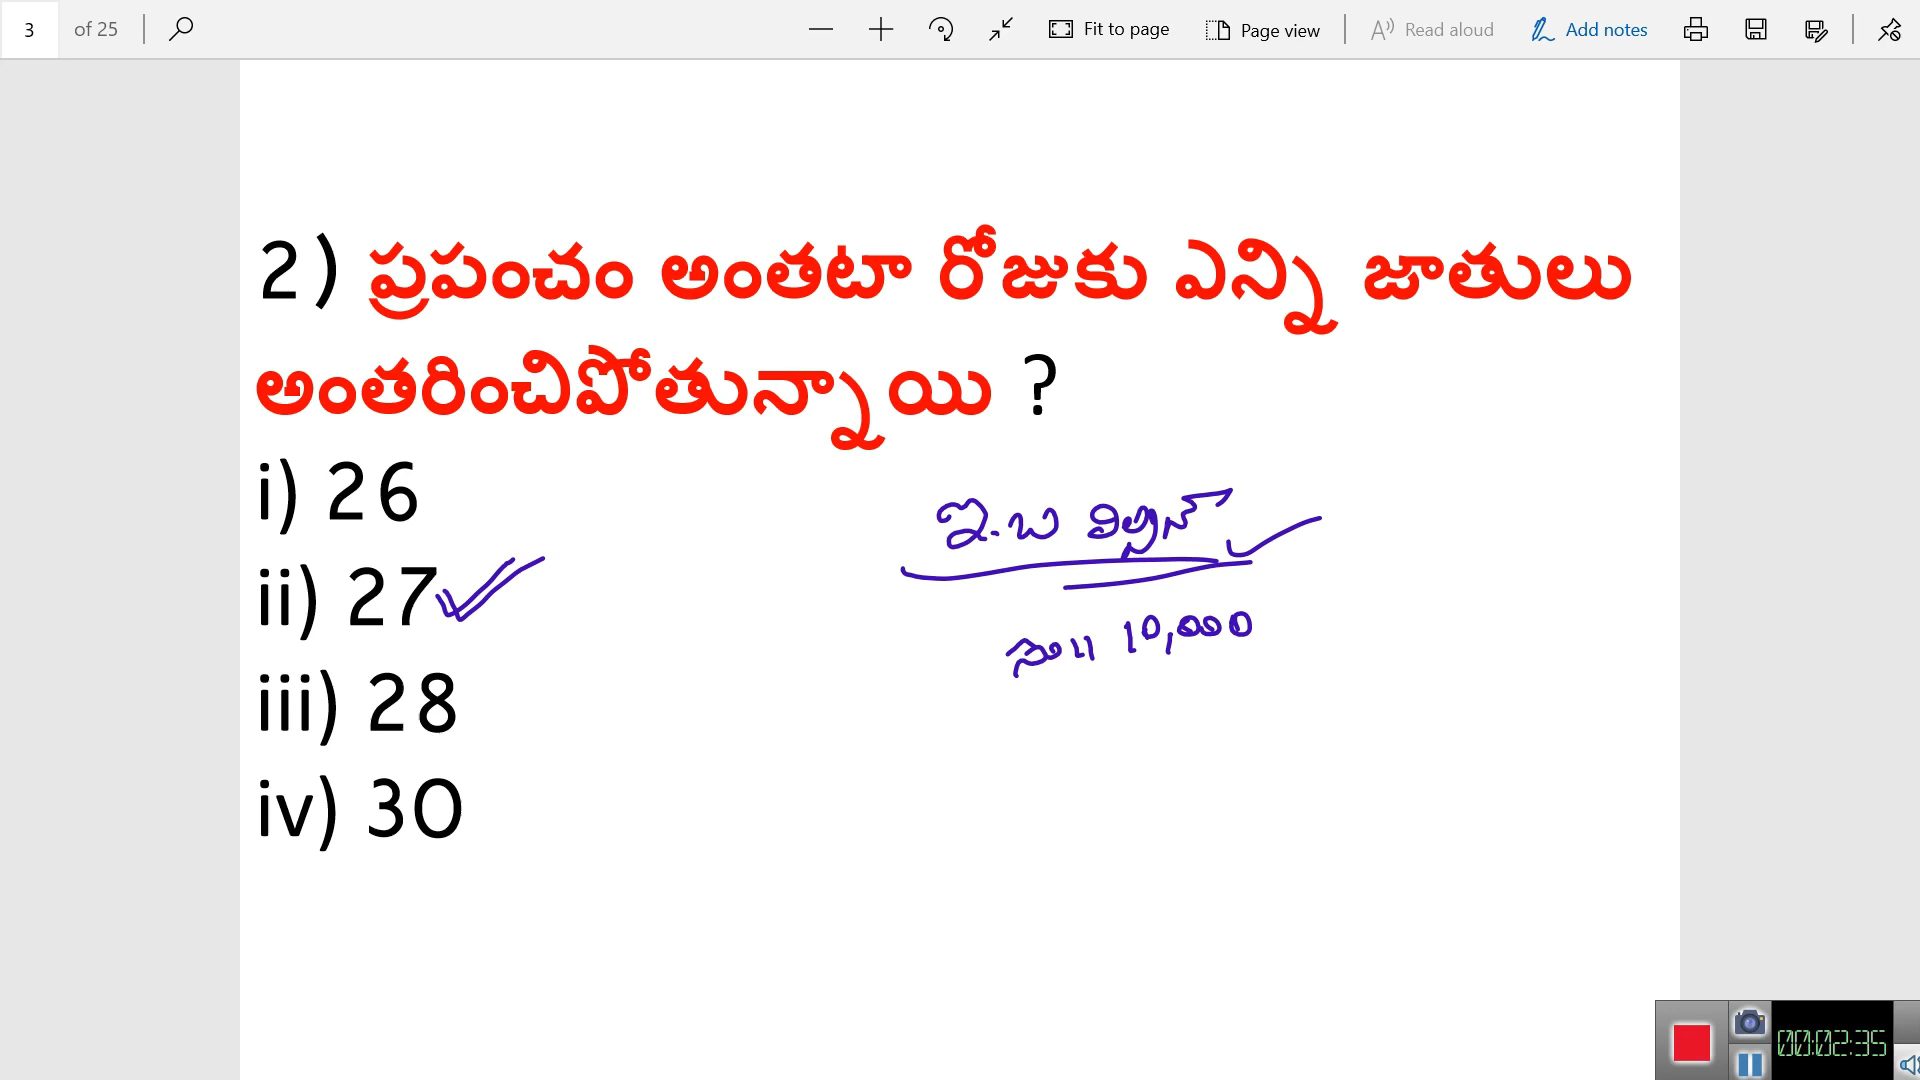 3 of 25 Fit to page Page view Read aloud Add notes
2) ప్రపంచం అంతటా రోజుకు ఎన్ని జాతులు
అంతరించిపోతున్నాయి ?
i) 26
ii) 27
iii) 28
iv) 30
ఇ.బ విల్సన్
సం॥ 10,000
00:02:35